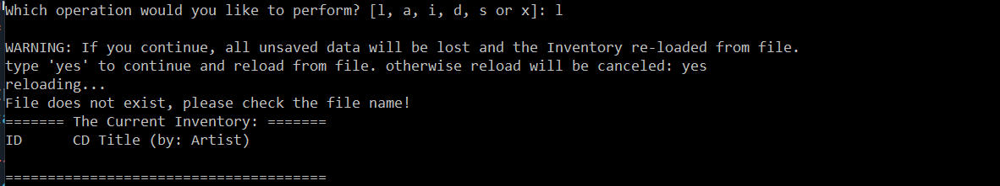 Which operation would you like to perform? [l, a, i, d, s or x]: l
WARNING: If you continue, all unsaved data will be lost and the Inventory re-loaded from file.
type 'yes' to continue and reload from file. otherwise reload will be canceled: yes
reloading...
File does not exist, please check the file name!
======= The Current Inventory: =======
ID      CD Title (by: Artist)
======================================